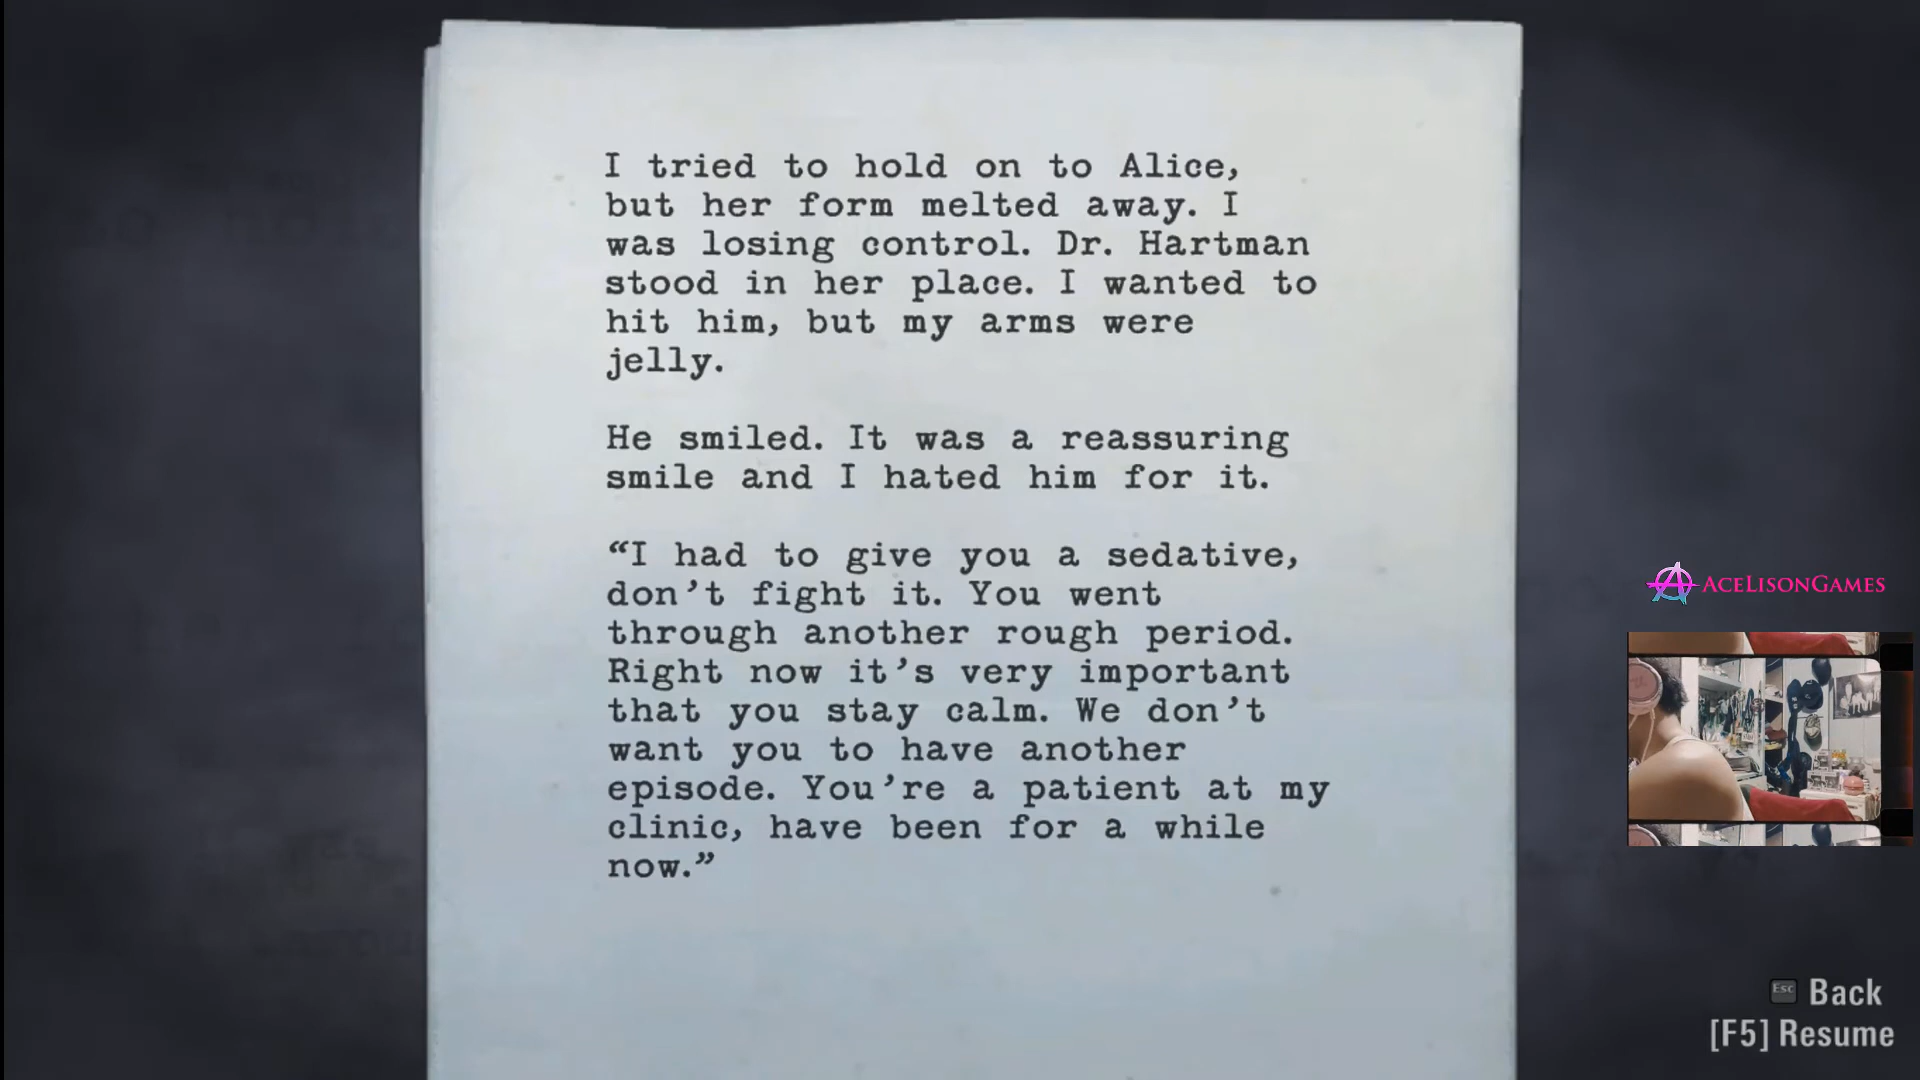 I tried to hold on to Alice,
but her form melted away. I
was losing control. Dr. Hartman
stood in her place. I wanted to
hit him, but my arms were
jelly.
He smiled. It was a reassuring
smile and I hated him for it.
“I had to give you a sedative,
don’t fight it. You went
through another rough period.
Right now it’s very important
that you stay calm. We don’t
want you to have another
episode. You’re a patient at my
clinic, have been for a while
now.”
ACELISONGAMES
Esc Back
[F5] Resume